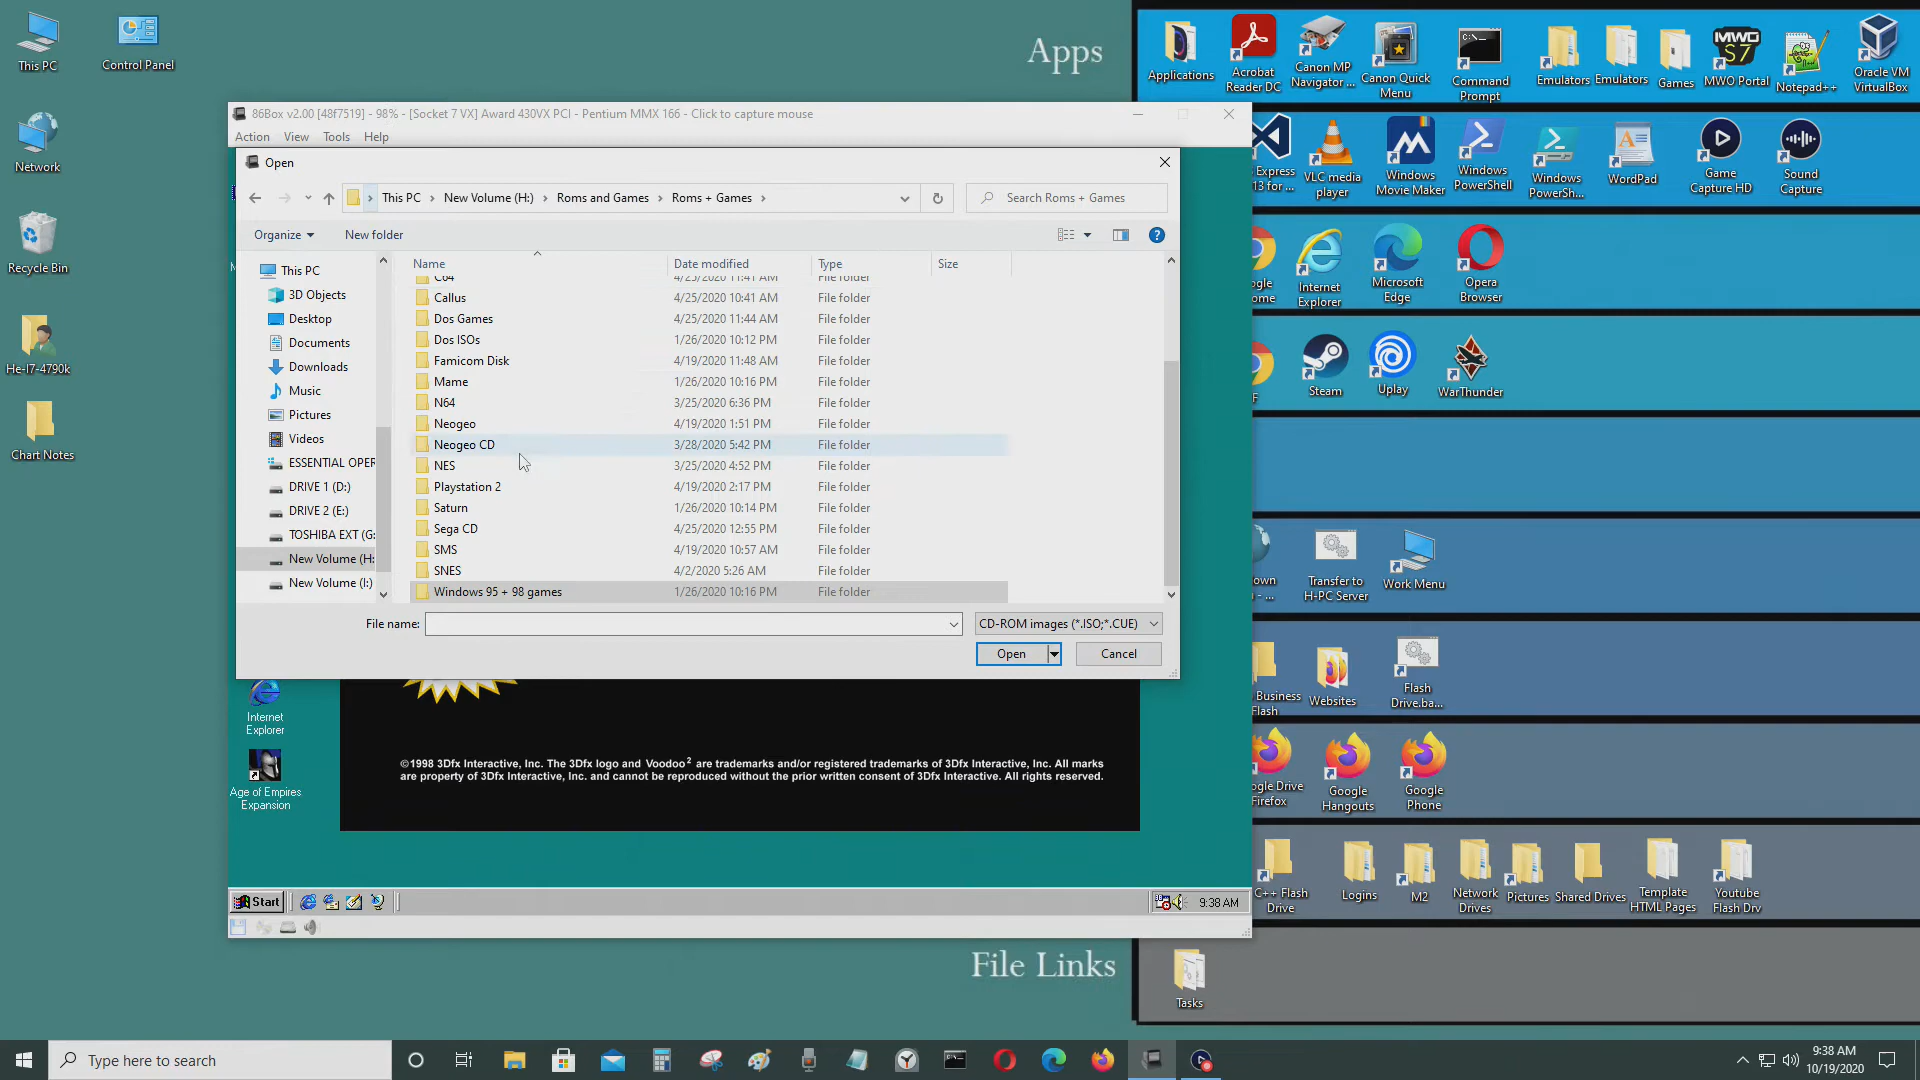 This PC
Control Panel
Network
Recycle Bin
He-I7-4790k
Chart Notes
Apps
Applications
Acrobat
Reader DC
Canon MP
Navigator ...
Canon Quick
Menu
Command
Prompt
Emulators
Emulators
Games
MWO Portal
Notepad++
Oracle VM
VirtualBox
Express
13 for ...
VLC media
player
Windows
Movie Maker
Windows
PowerShell
Windows
PowerSh...
WordPad
Game
Capture HD
Sound
Capture
Internet
Explorer
Microsoft
Edge
Opera
Browser
Steam
Uplay
WarThunder
Transfer to
H-PC Server
Work Menu
Business
Flash
Websites
Flash
Drive.ba...
ogle Drive
Firefox
Google
Hangouts
Google
Phone
C++ Flash
Drive
Logins
M2
Network
Drives
Pictures
Shared Drives
Template
HTML Pages
Youtube
Flash Drv
File Links
Tasks
86Box v2.00 [48f7519] - 98% - [Socket 7 VX] Award 430VX PCI - Pentium MMX 166 - Click to capture mouse
Action View Tools Help
Open
This PC > New Volume (H:) > Roms and Games > Roms + Games >
Search Roms + Games
Organize
New folder
This PC
3D Objects
Desktop
Documents
Downloads
Music
Pictures
Videos
ESSENTIAL OPER
DRIVE 1 (D:)
DRIVE 2 (E:)
TOSHIBA EXT (G:
New Volume (H:
New Volume (I:)
Name Date modified Type Size
C64 4/25/2020 11:41 AM File folder
Callus 4/25/2020 10:41 AM File folder
Dos Games 4/25/2020 11:44 AM File folder
Dos ISOs 1/26/2020 10:12 PM File folder
Famicom Disk 4/19/2020 11:48 AM File folder
Mame 1/26/2020 10:16 PM File folder
N64 3/25/2020 6:36 PM File folder
Neogeo 4/19/2020 1:51 PM File folder
Neogeo CD 3/28/2020 5:42 PM File folder
NES 3/25/2020 4:52 PM File folder
Playstation 2 4/19/2020 2:17 PM File folder
Saturn 1/26/2020 10:14 PM File folder
Sega CD 4/25/2020 12:55 PM File folder
SMS 4/19/2020 10:57 AM File folder
SNES 4/2/2020 5:26 AM File folder
Windows 95 + 98 games 1/26/2020 10:16 PM File folder
File name:
CD-ROM images (*.ISO;*.CUE)
Open
Cancel
Internet
Explorer
Age of Empires
Expansion
©1998 3Dfx Interactive, Inc. The 3Dfx logo and Voodoo2 are trademarks and/or registered trademarks of 3Dfx Interactive, Inc. All marks
are property of 3Dfx Interactive, Inc. and cannot be reproduced without the prior written consent of 3Dfx Interactive. All rights reserved.
Start
9:38 AM
Type here to search
9:38 AM
10/19/2020